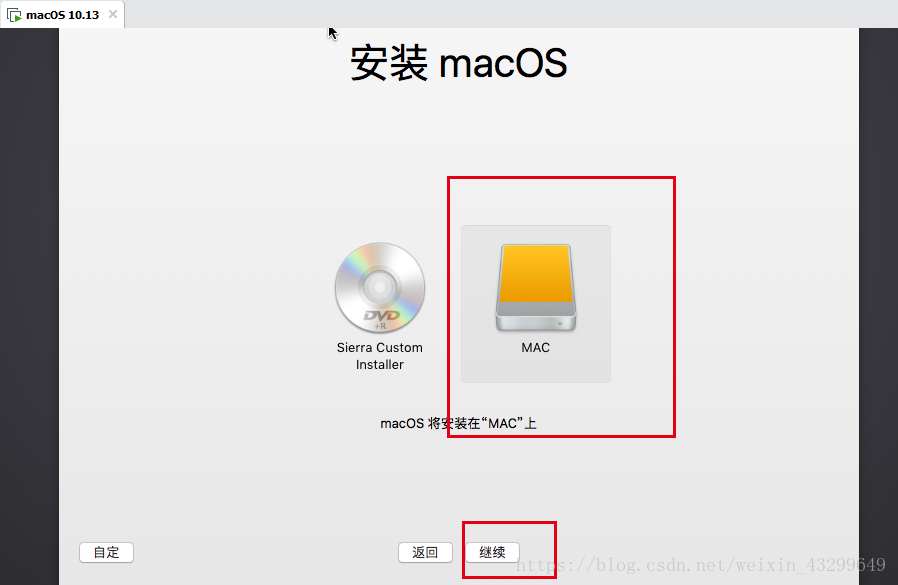 macOS 10.13
安装 macOS
DVD
+R
Sierra Custom
Installer
MAC
macOS 将安装在“MAC”上
自定
返回
继续
https://blog.csdn.net/weixin_43299649